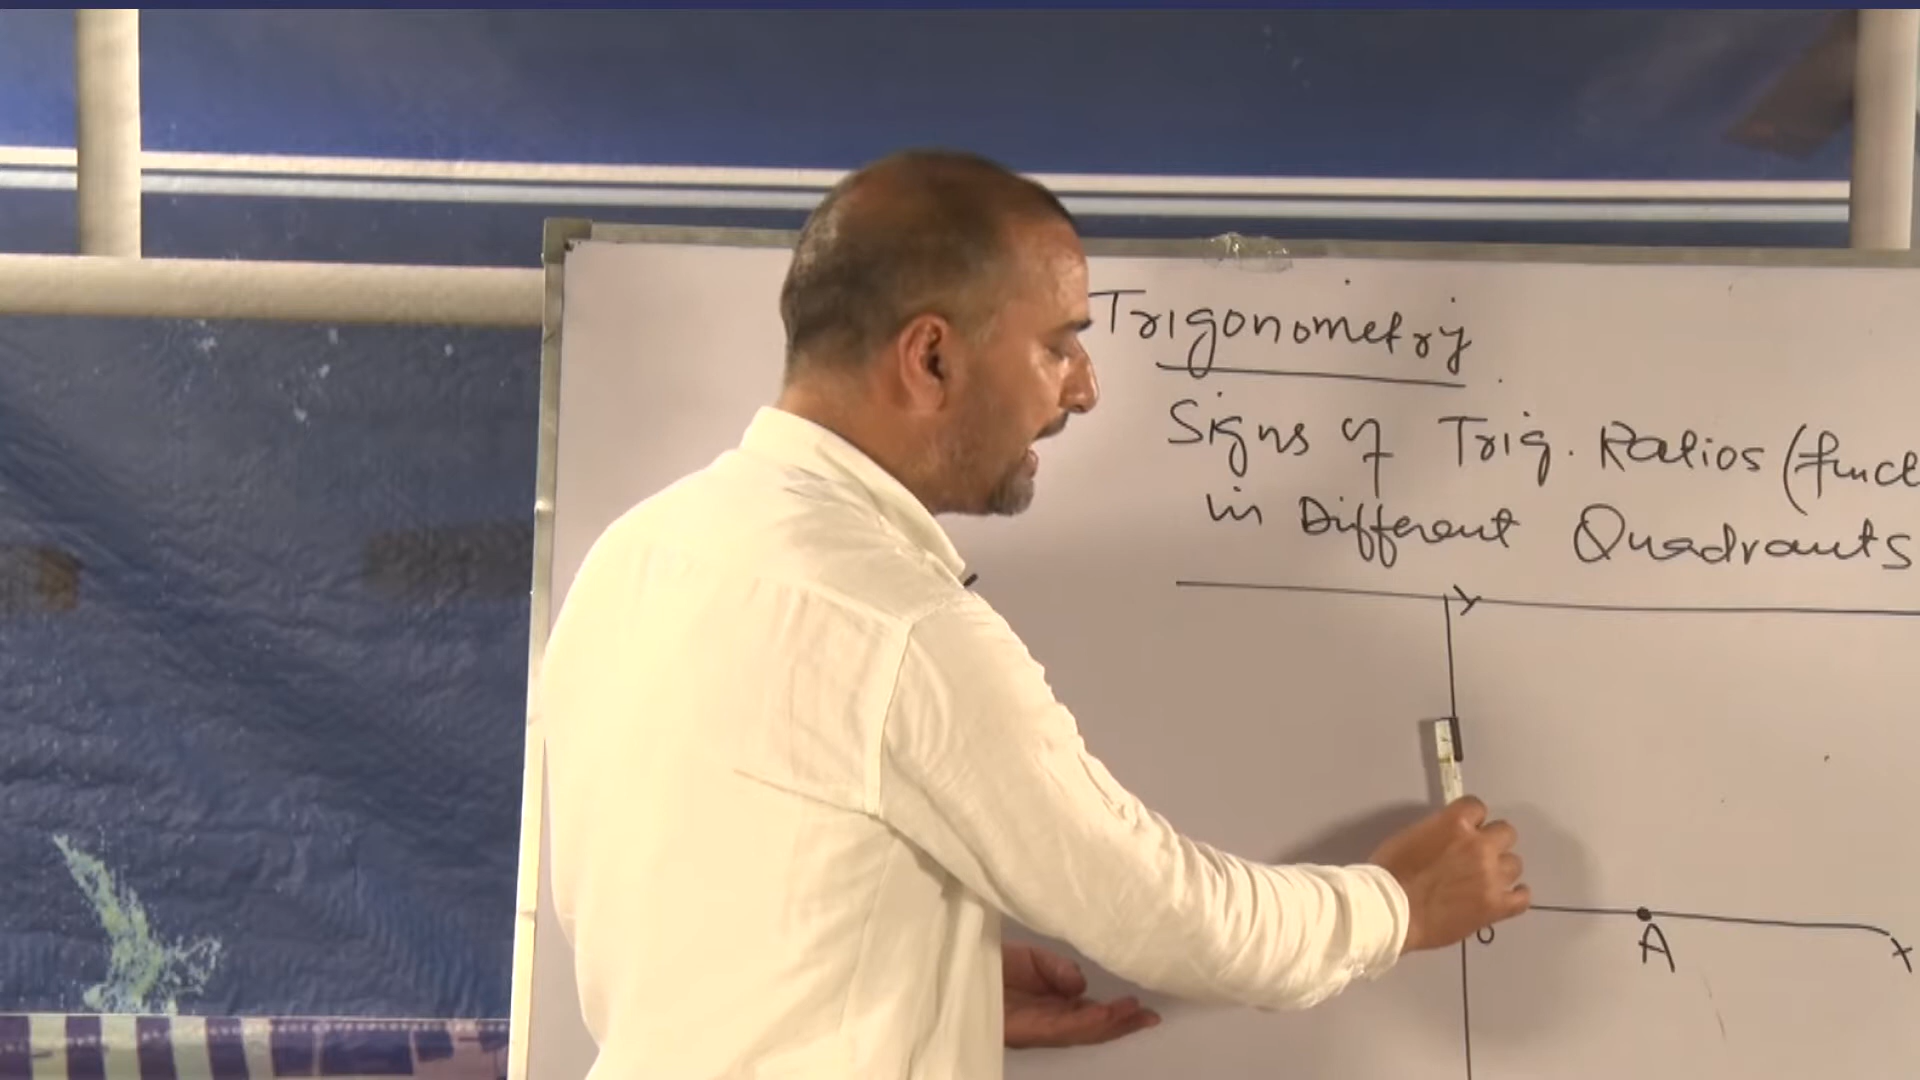 Trigonometry
Signs of Trig. Ratios (funct
in Different Quadrants
Y
O
A
X